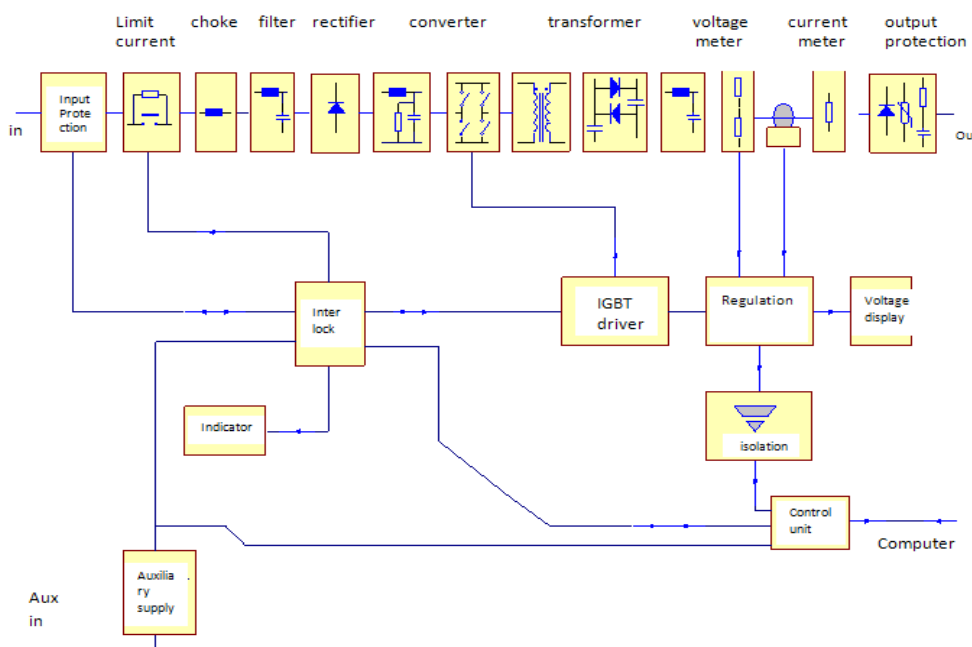 Limit current
choke
filter
rectifier
converter
transformer
voltage meter
current meter
output protection
in
Input
Prote
ction
Ou
Inter
lock
IGBT
driver
Regulation
Voltage
display
Indicator
isolation
Control
unit
Computer
Auxilia .
ry
supply
Aux
in